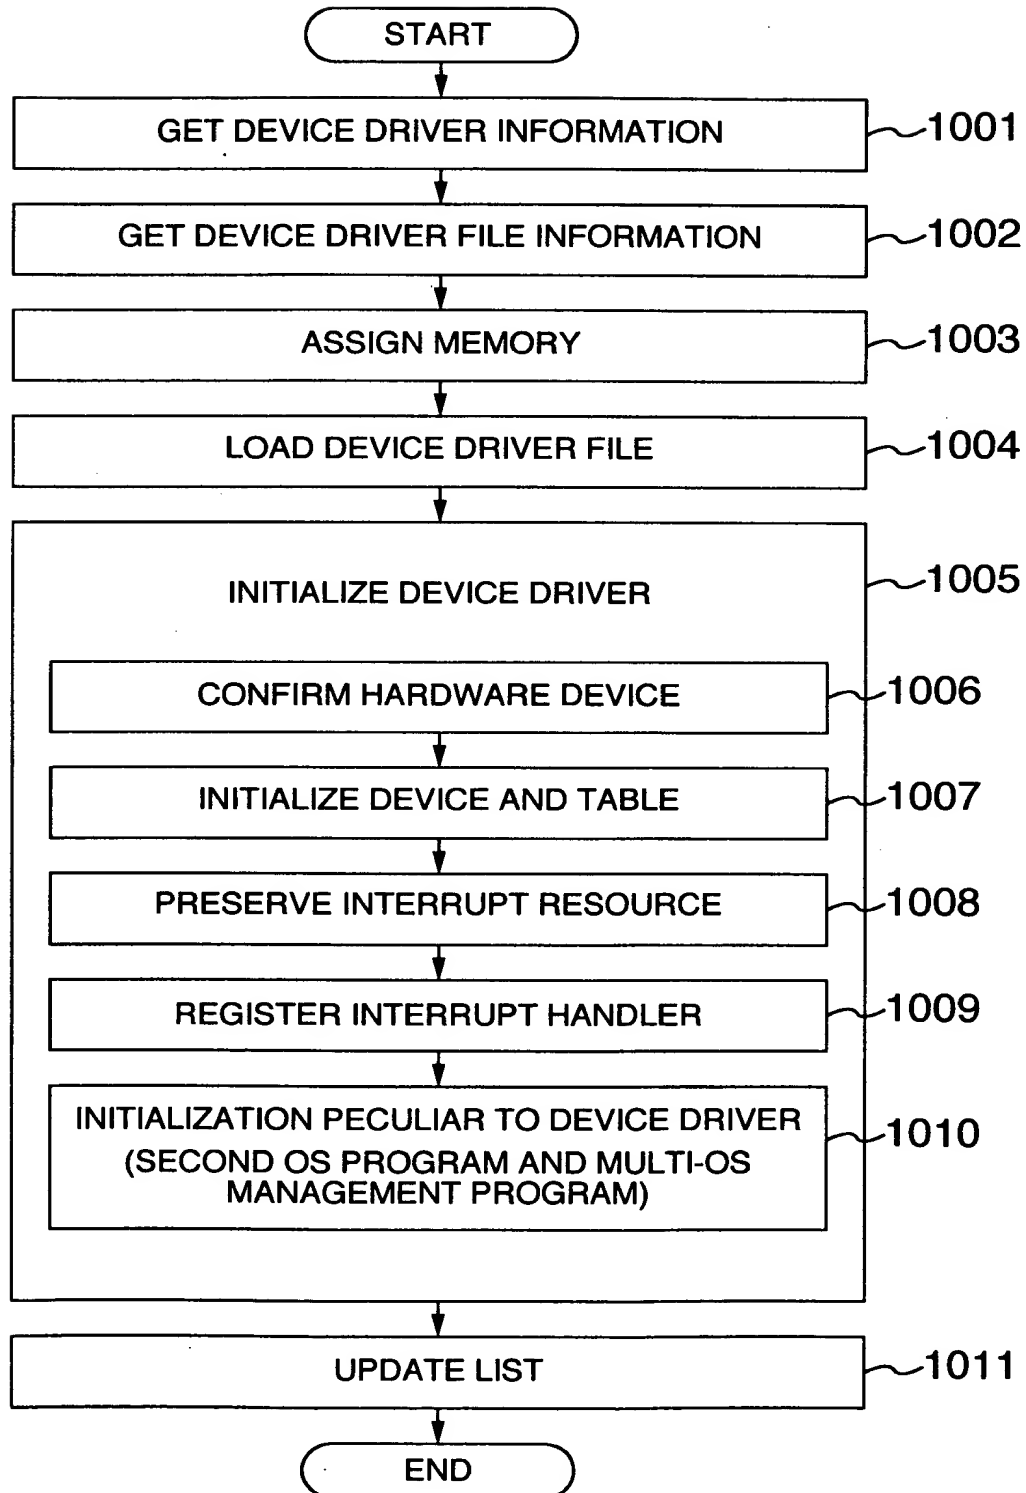 START
GET DEVICE DRIVER INFORMATION
1001
GET DEVICE DRIVER FILE INFORMATION
1002
ASSIGN MEMORY
1003
LOAD DEVICE DRIVER FILE
1004
INITIALIZE DEVICE DRIVER
1005
CONFIRM HARDWARE DEVICE
1006
INITIALIZE DEVICE AND TABLE
1007
PRESERVE INTERRUPT RESOURCE
1008
REGISTER INTERRUPT HANDLER
1009
INITIALIZATION PECULIAR TO DEVICE DRIVER
(SECOND OS PROGRAM AND MULTI-OS
MANAGEMENT PROGRAM)
1010
UPDATE LIST
1011
END